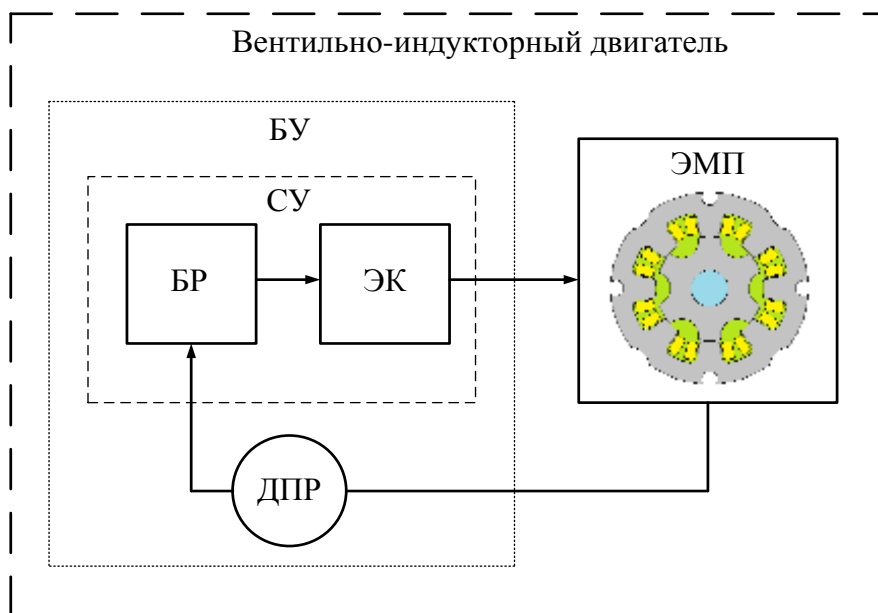 Вентильно-индукторный двигатель
БУ
ЭМП
СУ
БР
ЭК
ДПР